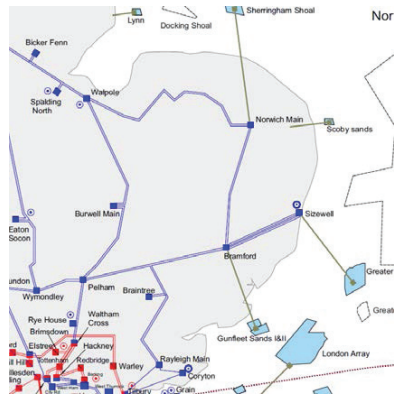 Lynn
Docking Shoal
Sherringham Shoal
Nor
Bicker Fenn
Spalding
North
Walpole
Norwich Main
Scoby sands
Burwell Main
Eaton
Socon
Sizewell
Bramford
Pelham
Wymondley
Braintree
Greater
Rye House
Waltham
Cross
Brimsdown
Gunfleet Sands I&II
Elstree
Hackney
Tottenham
Redbridge
Warley
Rayleigh Main
London Array
Coryton
Grain